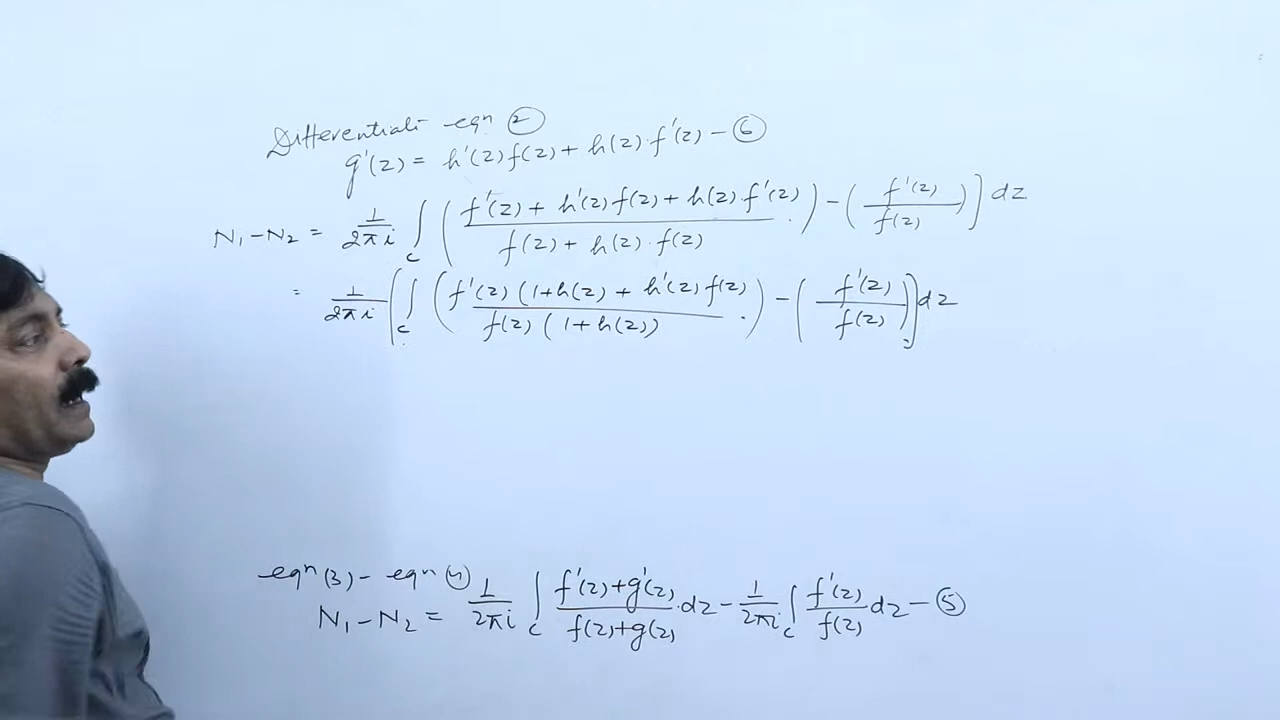 Differentiati eqn ②
g'(z) = h'(z) f(z) + h(z) . f'(z) - ⑥
N₁ - N₂ = 1/2πi ∫_c ( f'(z) + h'(z) f(z) + h(z) f'(z) / f(z) + h(z) . f(z) ) - ( f'(z) / f(z) ) ] dz
= 1/2πi [ ∫_c ( f'(z) (1+h(z) + h'(z) f(z) / f(z) (1+h(z)) ) - ( f'(z) / f(z) ) ] dz
eqn (3) - eqn (4)
N₁ - N₂ = 1/2πi ∫_c f'(z)+g'(z) / f(z)+g(z) . dz - 1/2πi ∫_c f'(z) / f(z) dz - ⑤